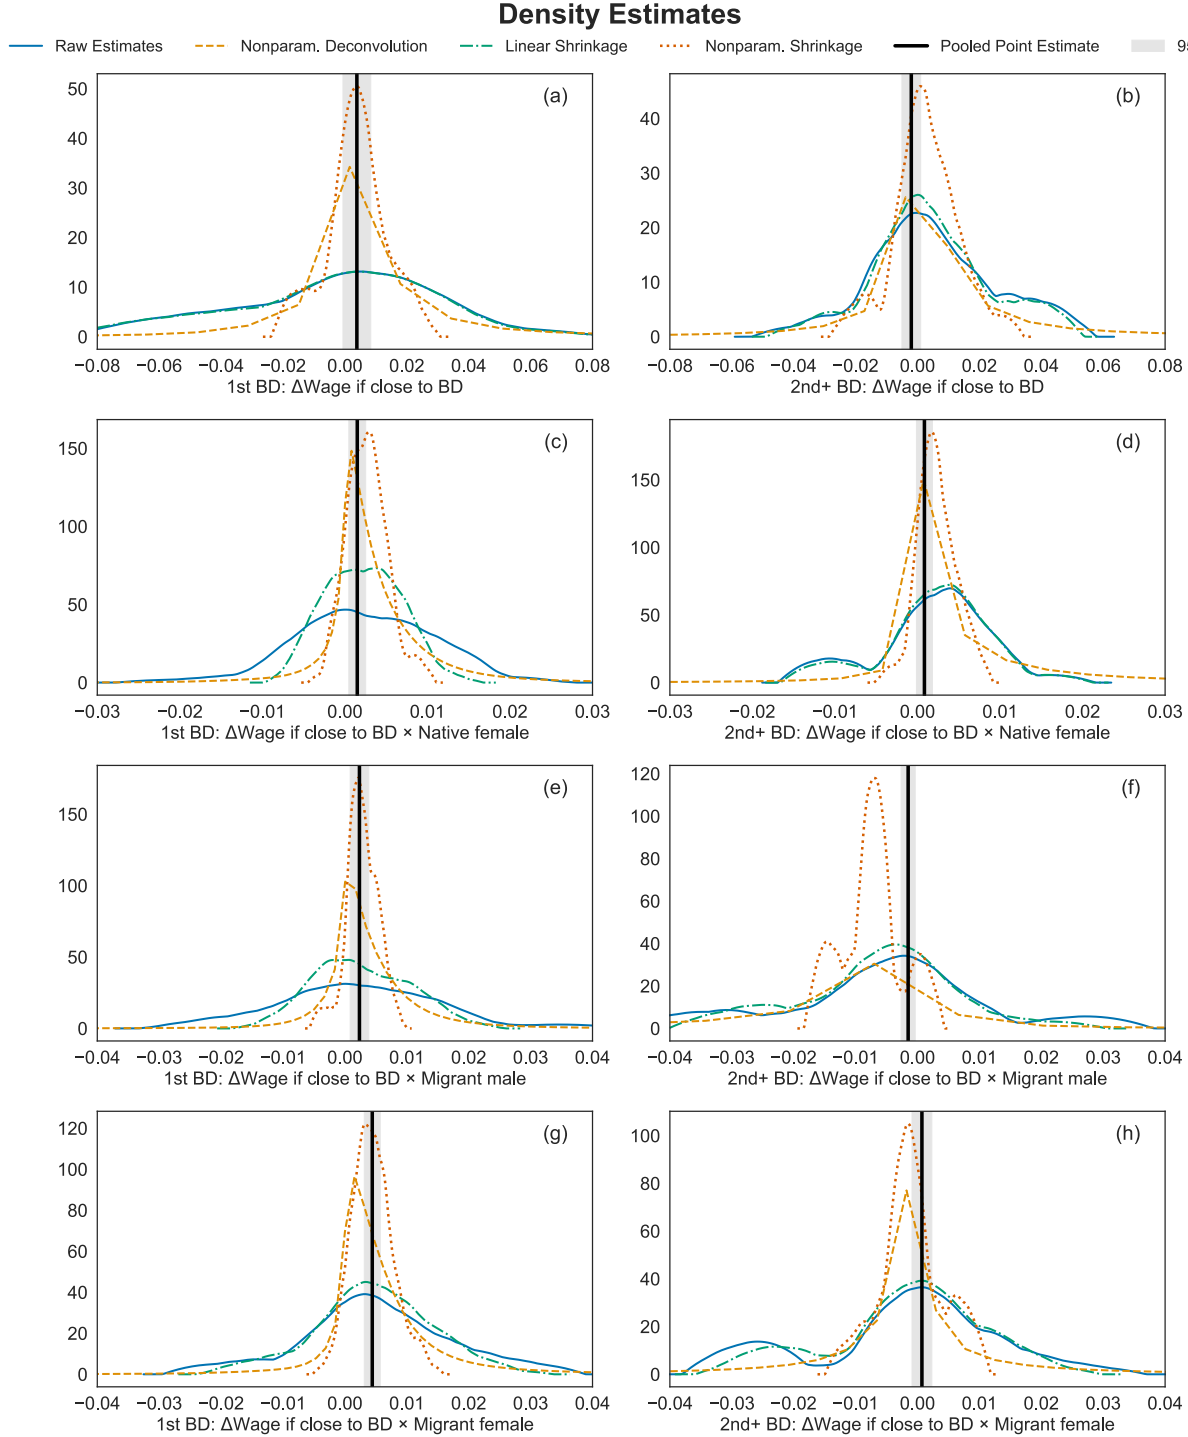 Density Estimates
Raw Estimates Nonparam. Deconvolution Linear Shrinkage Nonparam. Shrinkage Pooled Point Estimate 9
(a)
50
40
30
20
10
0
−0.08 −0.06 −0.04 −0.02 0.00 0.02 0.04 0.06 0.08
1st BD: ΔWage if close to BD
(b)
40
30
20
10
0
−0.08 −0.06 −0.04 −0.02 0.00 0.02 0.04 0.06 0.08
2nd+ BD: ΔWage if close to BD
(c)
150
100
50
0
−0.03 −0.02 −0.01 0.00 0.01 0.02 0.03
1st BD: ΔWage if close to BD × Native female
(d)
150
100
50
0
−0.03 −0.02 −0.01 0.00 0.01 0.02 0.03
2nd+ BD: ΔWage if close to BD × Native female
(e)
150
100
50
0
−0.04 −0.03 −0.02 −0.01 0.00 0.01 0.02 0.03 0.04
1st BD: ΔWage if close to BD × Migrant male
(f)
120
100
80
60
40
20
0
−0.04 −0.03 −0.02 −0.01 0.00 0.01 0.02 0.03 0.04
2nd+ BD: ΔWage if close to BD × Migrant male
(g)
120
100
80
60
40
20
0
−0.04 −0.03 −0.02 −0.01 0.00 0.01 0.02 0.03 0.04
1st BD: ΔWage if close to BD × Migrant female
(h)
100
80
60
40
20
0
−0.04 −0.03 −0.02 −0.01 0.00 0.01 0.02 0.03 0.04
2nd+ BD: ΔWage if close to BD × Migrant female